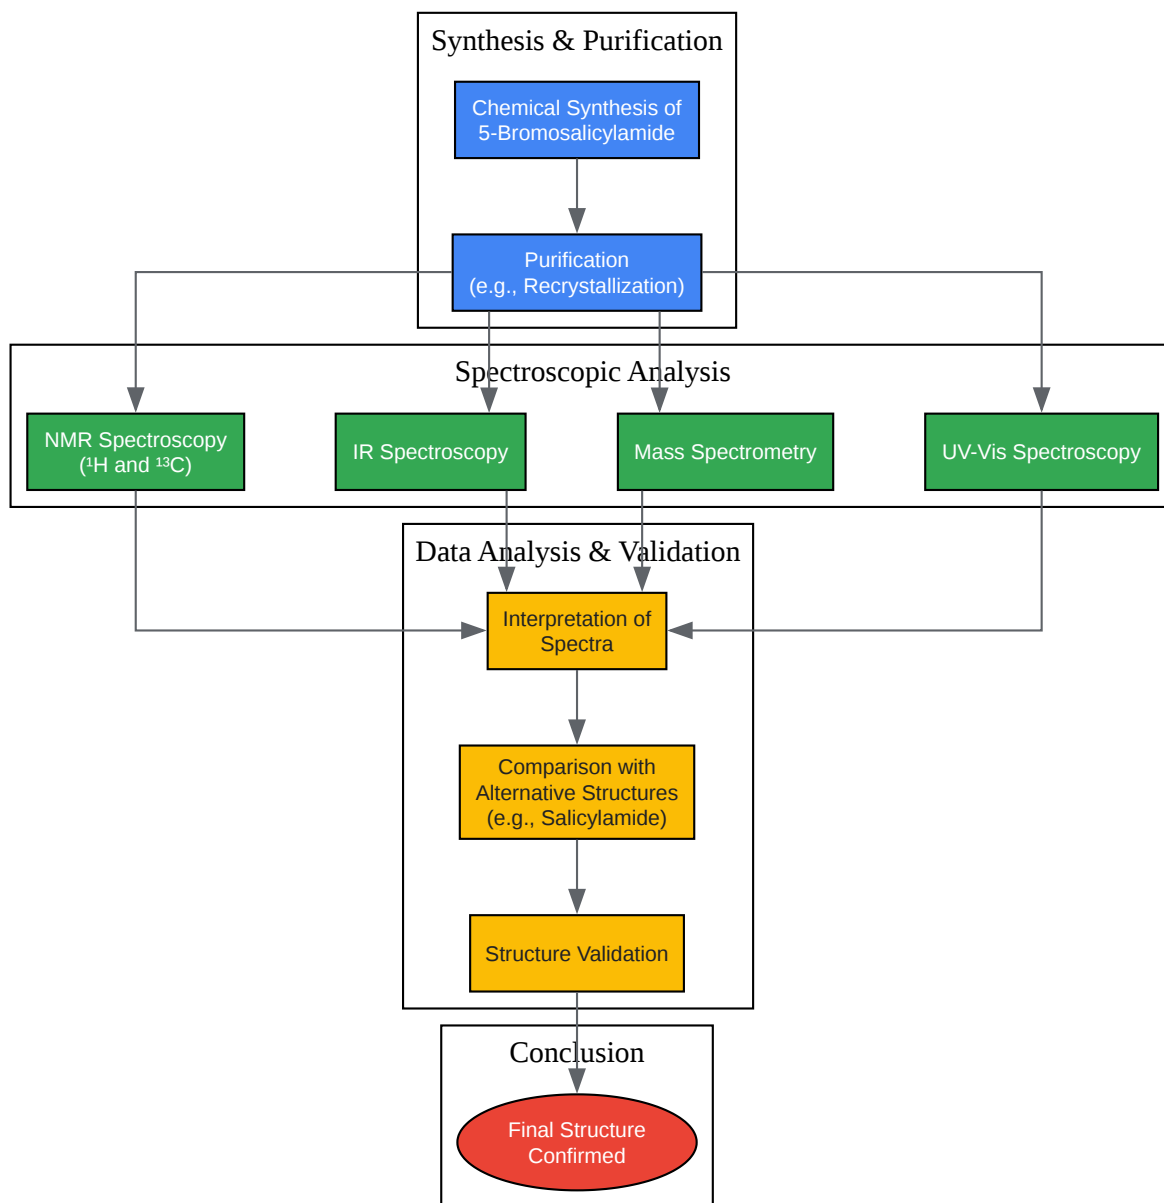 Synthesis & Purification
Chemical Synthesis of
5-Bromosalicylamide
Purification
(e.g., Recrystallization)
Spectroscopic Analysis
NMR Spectroscopy
(¹H and ¹³C)
IR Spectroscopy
Mass Spectrometry
UV-Vis Spectroscopy
Data Analysis & Validation
Interpretation of
Spectra
Comparison with
Alternative Structures
(e.g., Salicylamide)
Structure Validation
Conclusion
Final Structure
Confirmed